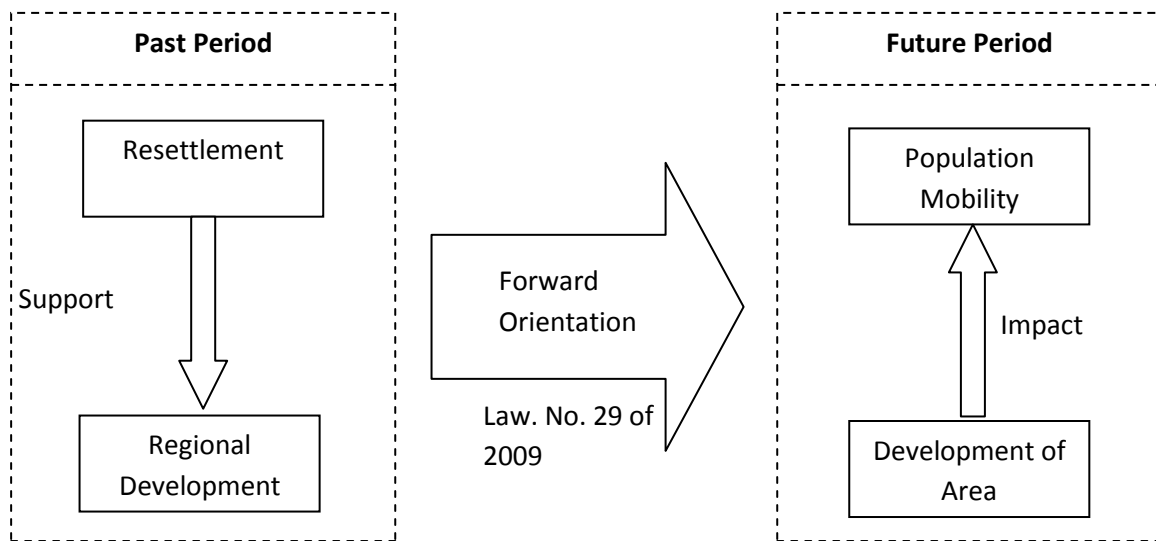 Past Period
Resettlement
Support
Regional
Development
Forward
Orientation
Law. No. 29 of
2009
Future Period
Population
Mobility
Impact
Development of
Area